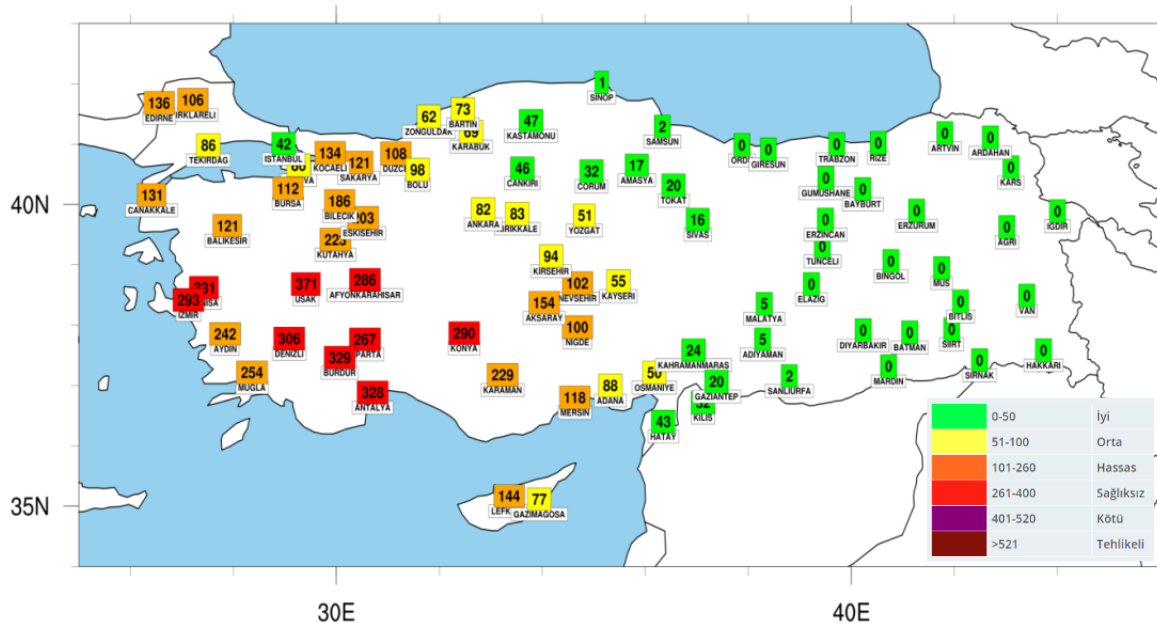 1
SINOP
136
EDIRNE
106
IRKLARELI
73
BARTIN
62
ZONGULDAK
69
KARABUK
47
KASTAMONU
2
SAMSUN
86
TEKIRDAG
42
ISTANBUL
134
KOCAELI
121
SAKARYA
108
DUZCE
98
BOLU
46
CANKIRI
32
CORUM
17
AMASYA
20
TOKAT
0
ORD
0
GIRESUN
0
TRABZON
0
RIZE
0
ARTVIN
0
ARDAHAN
0
KARS
40N
131
CANAKKALE
112
BURSA
186
BILECIK
203
ESKISEHIR
121
BALIKESIR
223
KUTAHYA
82
ANKARA
83
IRIKKALE
51
YOZGAT
16
SIVAS
0
GUMUSHANE
0
BAYBURT
0
ERZINCAN
0
ERZURUM
0
AGRI
0
IGDIR
0
TUNCELI
94
KIRSEHIR
102
NEVSEHIR
55
KAYSERI
154
AKSARAY
100
NIGDE
331
NISA
293
IZMIR
371
USAK
286
AFYONKARAHISAR
0
ELAZIG
0
BINGOL
0
MUS
0
BITLIS
0
VAN
5
MALATYA
242
AYDIN
306
DENIZLI
267
PARTA
329
BURDUR
290
KONYA
5
ADIYAMAN
0
DIYARBAKIR
0
BATMAN
0
SIIRT
0
HAKKARI
0
SIRNAK
0
MARDIN
254
MUGLA
328
ANTALYA
229
KARAMAN
118
MERSIN
88
ADANA
50
OSMANIYE
24
KAHRAMANMARAS
20
GAZIANTEP
2
SANLIURFA
43
HATAY
KILIS
35N
144
LEFK
77
GAZIMAGOSA
0-50 İyi
51-100 Orta
101-260 Hassas
261-400 Sağlıksız
401-520 Kötü
>521 Tehlikeli
30E
40E